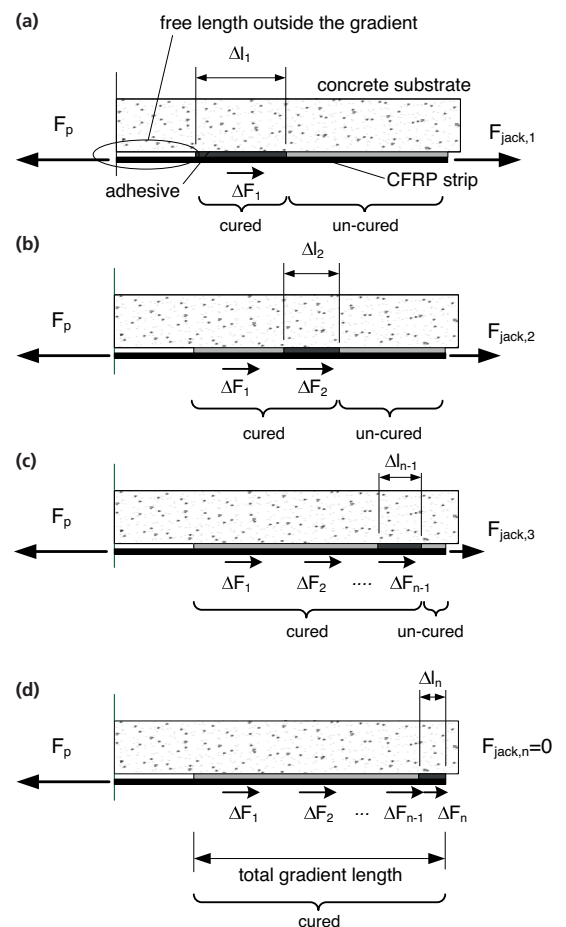 (a)
free length outside the gradient
Δl1
concrete substrate
Fp
Fjack,1
adhesive
ΔF1
CFRP strip
cured
un-cured
(b)
Δl2
Fp
Fjack,2
ΔF1
ΔF2
cured
un-cured
(c)
Δln-1
Fp
Fjack,3
ΔF1
ΔF2
....
ΔFn-1
cured
un-cured
(d)
Δln
Fp
Fjack,n=0
ΔF1
ΔF2
...
ΔFn-1
ΔFn
total gradient length
cured